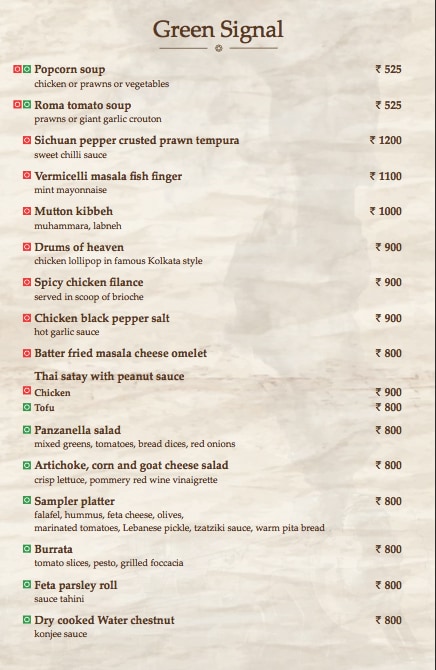 Green Signal
Popcorn soup ₹ 525
chicken or prawns or vegetables
Roma tomato soup ₹ 525
prawns or giant garlic crouton
Sichuan pepper crusted prawn tempura ₹ 1200
sweet chilli sauce
Vermicelli masala fish finger ₹ 1100
mint mayonnaise
Mutton kibbeh ₹ 1000
muhammara, labneh
Drums of heaven ₹ 900
chicken lollipop in famous Kolkata style
Spicy chicken filance ₹ 900
served in scoop of brioche
Chicken black pepper salt ₹ 900
hot garlic sauce
Batter fried masala cheese omelet ₹ 800
Thai satay with peanut sauce
Chicken ₹ 900
Tofu ₹ 800
Panzanella salad ₹ 800
mixed greens, tomatoes, bread dices, red onions
Artichoke, corn and goat cheese salad ₹ 800
crisp lettuce, pommery red wine vinaigrette
Sampler platter ₹ 800
falafel, hummus, feta cheese, olives,
marinated tomatoes, Lebanese pickle, tzatziki sauce, warm pita bread
Burrata ₹ 800
tomato slices, pesto, grilled foccacia
Feta parsley roll ₹ 800
sauce tahini
Dry cooked Water chestnut ₹ 800
konjee sauce